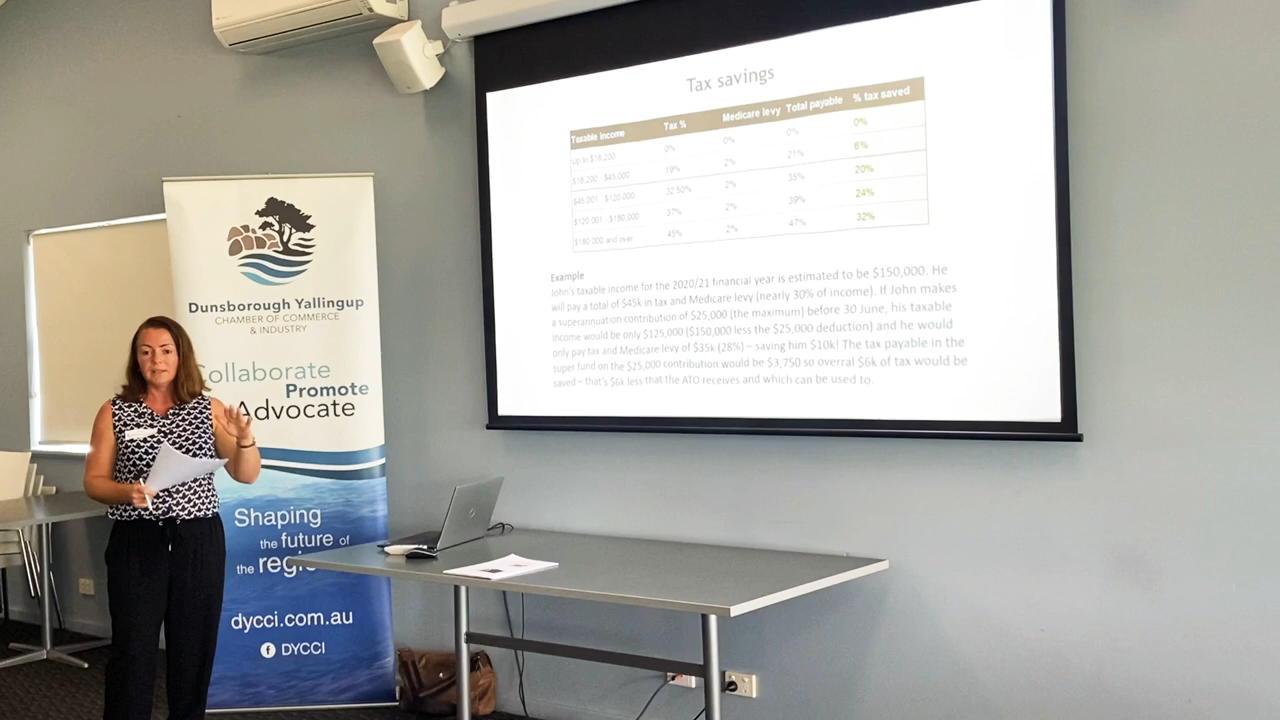 Dunsborough Yallingup
CHAMBER OF COMMERCE
& INDUSTRY
Collaborate
Promote
Advocate
Shaping
the future of
the regi
dycci.com.au
f DYCCI
Tax savings
Taxable income Tax % Medicare levy Total payable % tax saved
Up to $18,200 0% 0% 0% 0%
$18,200 - $45,000 19% 2% 21% 6%
$45,001 - $120,000 32.50% 2% 35% 20%
$120,001 - $180,000 37% 2% 39% 24%
$180,000 and over 45% 2% 47% 32%
Example
John's taxable income for the 2020/21 financial year is estimated to be $150,000. He
will pay a total of $45k in tax and Medicare levy (nearly 30% of income). If John makes
a superannuation contribution of $25,000 (the maximum) before 30 June, his taxable
income would be only $125,000 ($150,000 less the $25,000 deduction) and he would
only pay tax and Medicare levy of $35k (28%) – saving him $10k! The tax payable in the
super fund on the $25,000 contribution would be $3,750 so overral $6k of tax would be
saved – that's $6k less that the ATO receives and which can be used to.